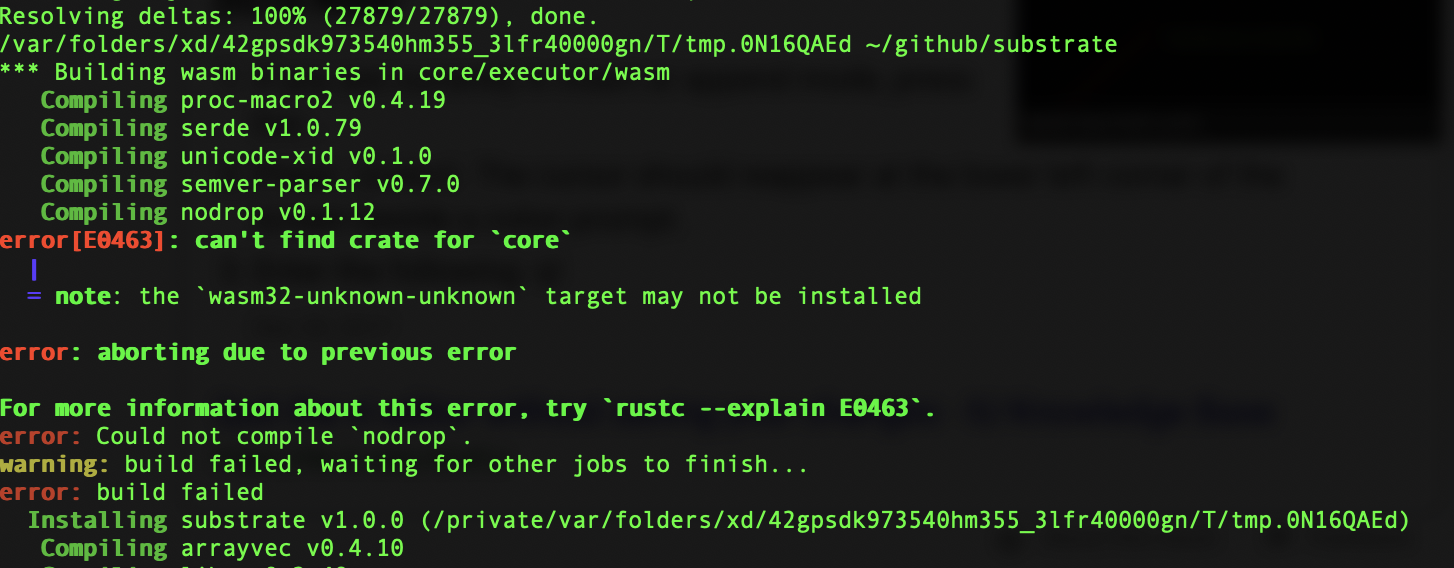 Resolving deltas: 100% (27879/27879), done.
/var/folders/xd/42gpsdk973540hm355_3lfr40000gn/T/tmp.0N16QAEd ~/github/substrate
*** Building wasm binaries in core/executor/wasm
   Compiling proc-macro2 v0.4.19
   Compiling serde v1.0.79
   Compiling unicode-xid v0.1.0
   Compiling semver-parser v0.7.0
   Compiling nodrop v0.1.12
error[E0463]: can't find crate for `core`
  |
  = note: the `wasm32-unknown-unknown` target may not be installed

error: aborting due to previous error

For more information about this error, try `rustc --explain E0463`.
error: Could not compile `nodrop`.
warning: build failed, waiting for other jobs to finish...
error: build failed
  Installing substrate v1.0.0 (/private/var/folders/xd/42gpsdk973540hm355_3lfr40000gn/T/tmp.0N16QAEd)
   Compiling arrayvec v0.4.10